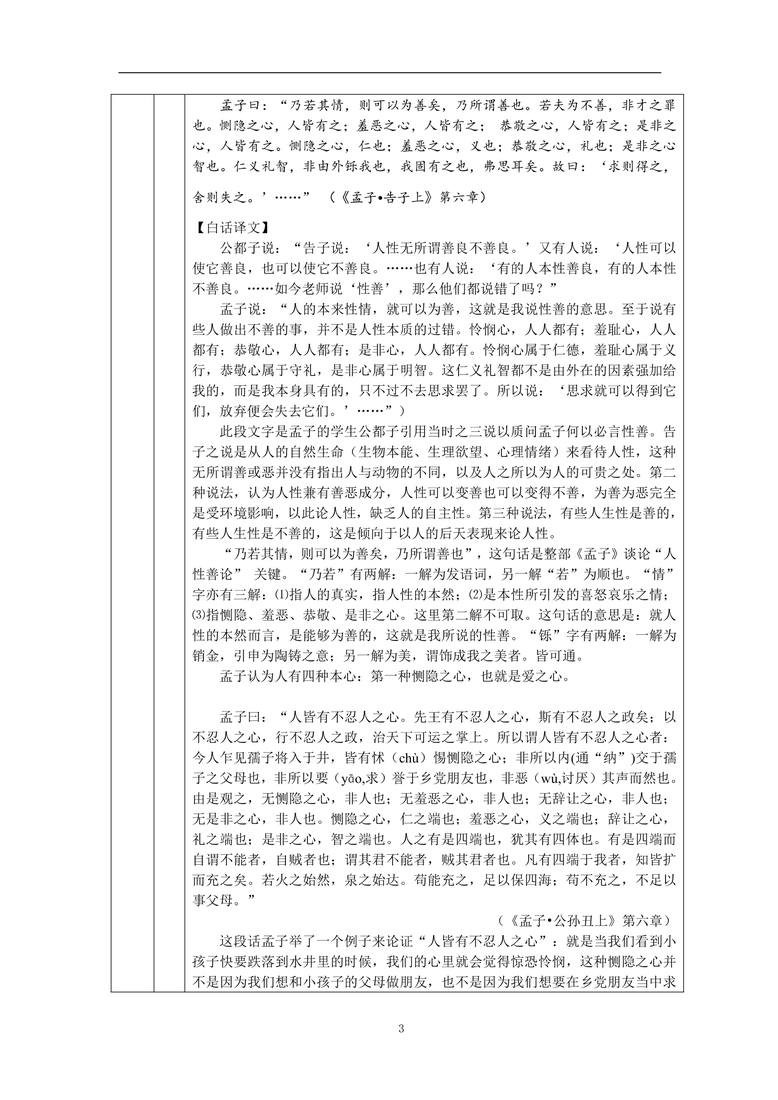 孟子曰：“乃若其情，则可以为善矣，乃所谓善也。若夫为不善，非才之罪
也。恻隐之心，人皆有之；羞恶之心，人皆有之； 恭敬之心，人皆有之；是非之
心，人皆有之。恻隐之心，仁也；羞恶之心，义也；恭敬之心，礼也；是非之心
智也。仁义礼智，非由外铄我也，我固有之也，弗思耳矣。故曰：‘求则得之，
舍则失之。’……” （《孟子•告子上》第六章）
【白话译文】
公都子说：“告子说：‘人性无所谓善良不善良。’又有人说：‘人性可以
使它善良，也可以使它不善良。……也有人说：‘有的人本性善良，有的人本性
不善良。……如今老师说‘性善’，那么他们都说错了吗？”
孟子说：“人的本来性情，就可以为善，这就是我说性善的意思。至于说有
些人做出不善的事，并不是人性本质的过错。怜悯心，人人都有；羞耻心，人人
都有；恭敬心，人人都有；是非心，人人都有。怜悯心属于仁德，羞耻心属于义
行，恭敬心属于守礼，是非心属于明智。这仁义礼智都不是由外在的因素强加给
我的，而是我本身具有的，只不过不去思求罢了。所以说：‘思求就可以得到它
们，放弃便会失去它们。’……”）
此段文字是孟子的学生公都子引用当时之三说以质问孟子何以必言性善。告
子之说是从人的自然生命（生物本能、生理欲望、心理情绪）来看待人性，这种
无所谓善或恶并没有指出人与动物的不同，以及人之所以为人的可贵之处。第二
种说法，认为人性兼有善恶成分，人性可以变善也可以变得不善，为善为恶完全
是受环境影响，以此论人性，缺乏人的自主性。第三种说法，有些人生性是善的，
有些人生性是不善的，这是倾向于以人的后天表现来论人性。
“乃若其情，则可以为善矣，乃所谓善也”，这句话是整部《孟子》谈论“人
性善论” 关键。“乃若”有两解：一解为发语词，另一解“若”为顺也。“情”
字亦有三解：⑴指人的真实，指人性的本然；⑵是本性所引发的喜怒哀乐之情；
⑶指恻隐、羞恶、恭敬、是非之心。这里第二解不可取。这句话的意思是：就人
性的本然而言，是能够为善的，这就是我所说的性善。“铄”字有两解：一解为
销金，引申为陶铸之意；另一解为美，谓饰成我之美者。皆可通。
孟子认为人有四种本心：第一种恻隐之心，也就是爱之心。
孟子曰：“人皆有不忍人之心。先王有不忍人之心，斯有不忍人之政矣；以
不忍人之心，行不忍人之政，治天下可运之掌上。所以谓人皆有不忍人之心者：
今人乍见孺子将入于井，皆有怵（chù）惕恻隐之心；非所以内(通“纳”)交于孺
子之父母也，非所以要（yāo,求）誉于乡党朋友也，非恶（wù,讨厌）其声而然也。
由是观之，无恻隐之心，非人也；无羞恶之心，非人也；无辞让之心，非人也；
无是非之心，非人也。恻隐之心，仁之端也；羞恶之心，义之端也；辞让之心，
礼之端也；是非之心，智之端也。人之有是四端也，犹其有四体也。有是四端而
自谓不能者，自贼者也；谓其君不能者，贼其君者也。凡有四端于我者，知皆扩
而充之矣。若火之始然，泉之始达。苟能充之，足以保四海；苟不充之，不足以
事父母。”
（《孟子•公孙丑上》第六章）
这段话孟子举了一个例子来论证“人皆有不忍人之心”：就是当我们看到小
孩子快要跌落到水井里的时候，我们的心里就会觉得惊恐怜悯，这种恻隐之心并
不是因为我们想和小孩子的父母做朋友，也不是因为我们想要在乡党朋友当中求
3